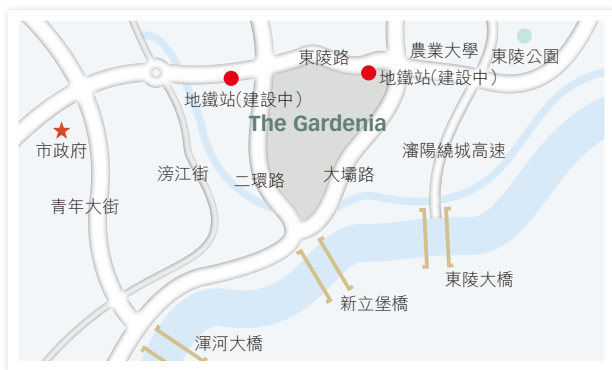 農業大學
東陵路
東陵公園
地鐵站(建設中)
地鐵站(建設中)
The Gardenia
市政府
瀋陽繞城高速
滂江街
二環路
大壩路
青年大街
東陵大橋
新立堡橋
渾河大橋